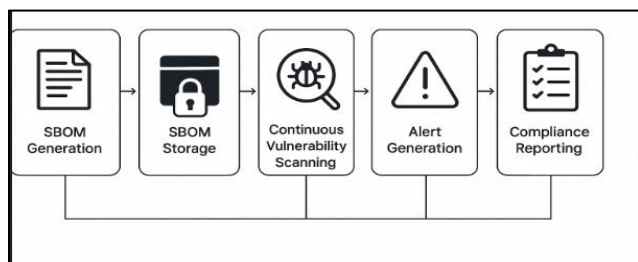 SBOM
Generation
SBOM
Storage
Continuous
Vulnerability
Scanning
Alert
Generation
Compliance
Reporting